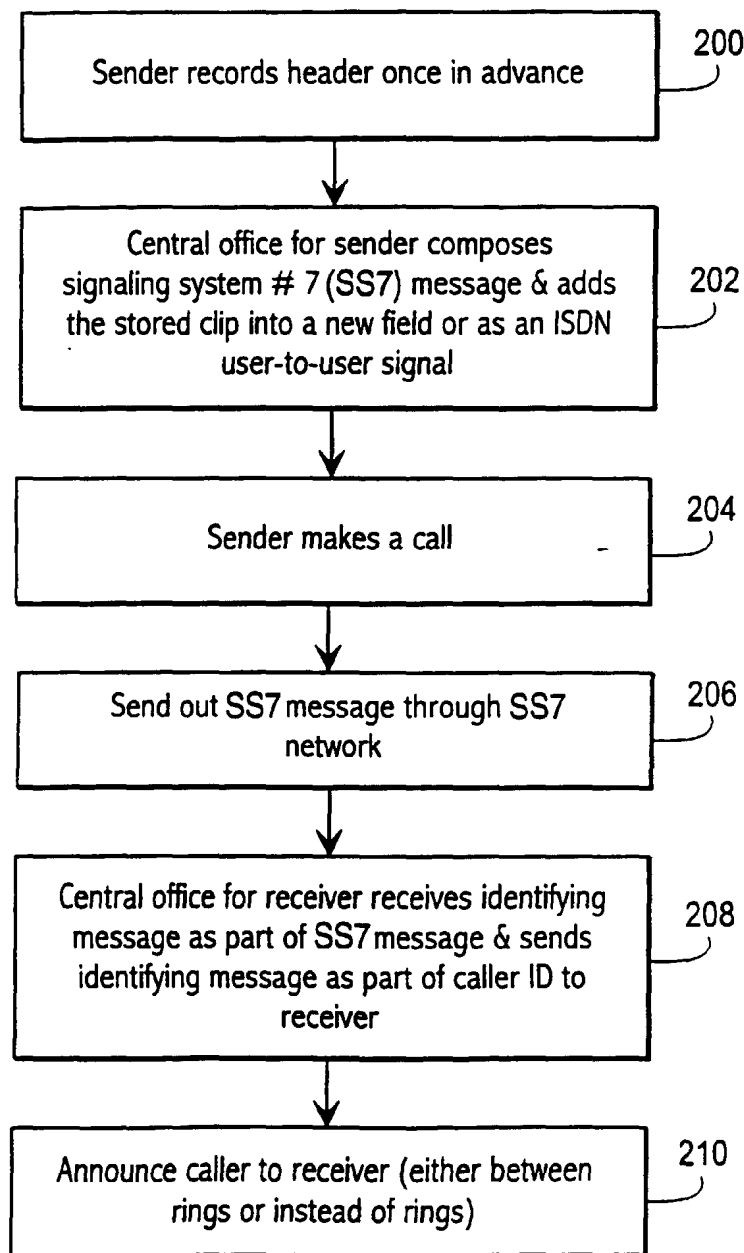 Sender records header once in advance
200
Central office for sender composes
signaling system # 7 (SS7) message & adds
the stored clip into a new field or as an ISDN
user-to-user signal
202
Sender makes a call
204
Send out SS7 message through SS7
network
206
Central office for receiver receives identifying
message as part of SS7 message & sends
identifying message as part of caller ID to
receiver
208
Announce caller to receiver (either between
rings or instead of rings)
210